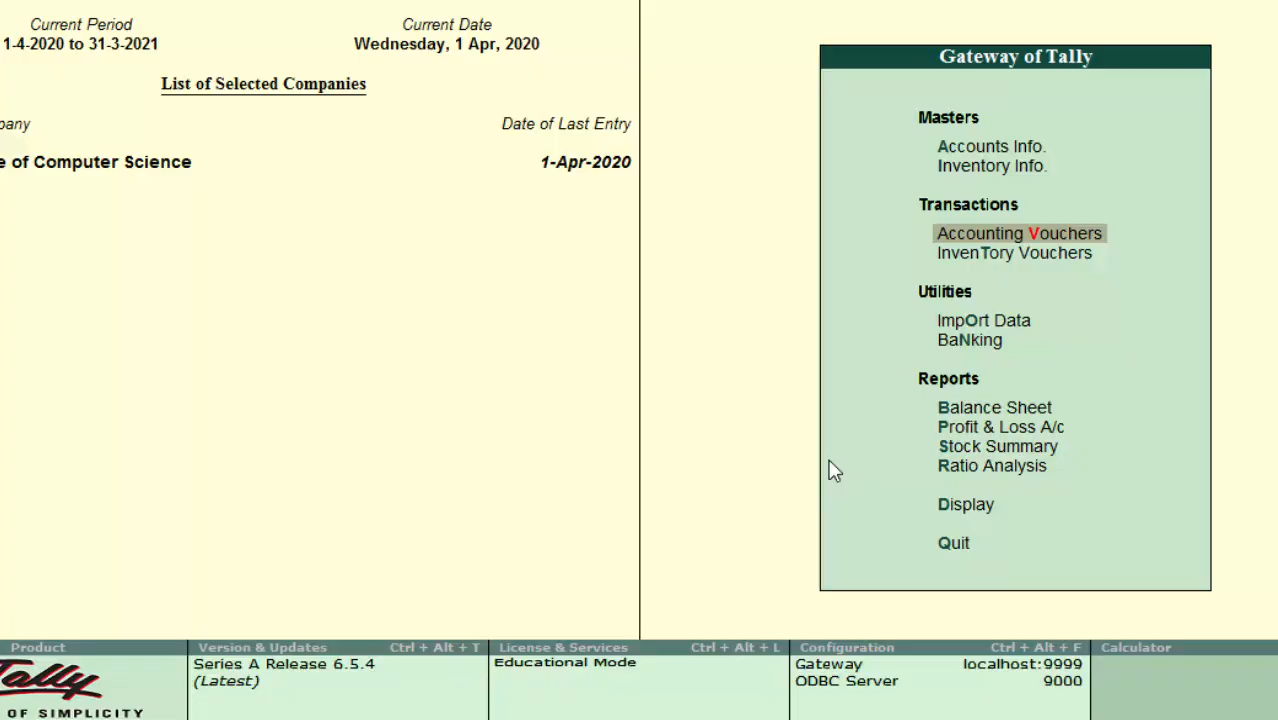 Current Period
1-4-2020 to 31-3-2021
Current Date
Wednesday, 1 Apr, 2020
List of Selected Companies
pany
Date of Last Entry
e of Computer Science
1-Apr-2020
Gateway of Tally
Masters
Accounts Info.
Inventory Info.
Transactions
Accounting Vouchers
InvenTory Vouchers
Utilities
ImpOrt Data
BaNking
Reports
Balance Sheet
Profit & Loss A/c
Stock Summary
Ratio Analysis
Display
Quit
Product
Version & Updates Ctrl + Alt + T
License & Services Ctrl + Alt + L
Configuration Ctrl + Alt + F
Calculator
Tally
OF SIMPLICITY
Series A Release 6.5.4
(Latest)
Educational Mode
Gateway localhost:9999
ODBC Server 9000